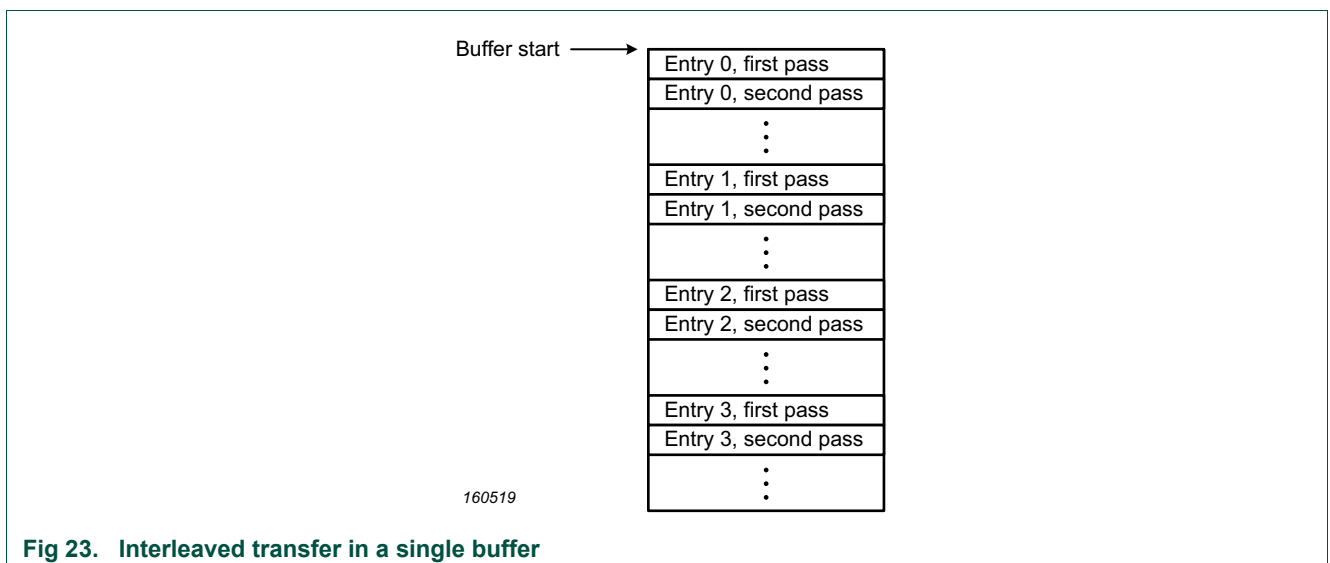 Buffer start
Entry 0, first pass
Entry 0, second pass
Entry 1, first pass
Entry 1, second pass
Entry 2, first pass
Entry 2, second pass
Entry 3, first pass
Entry 3, second pass
160519
Fig 23. Interleaved transfer in a single buffer